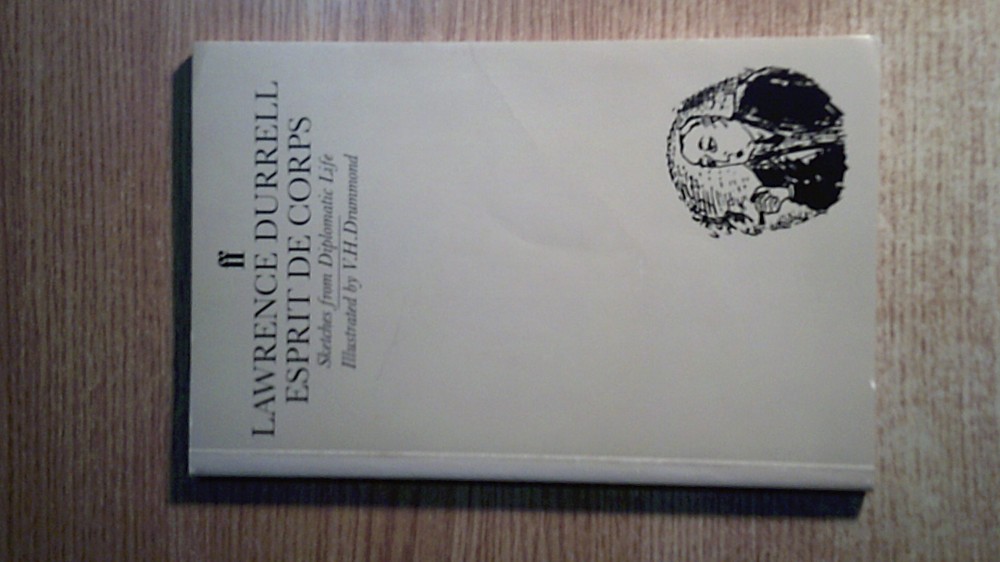 ff
LAWRENCE DURRELL
ESPRIT DE CORPS
Sketches from Diplomatic Life
Illustrated by V.H.Drummond